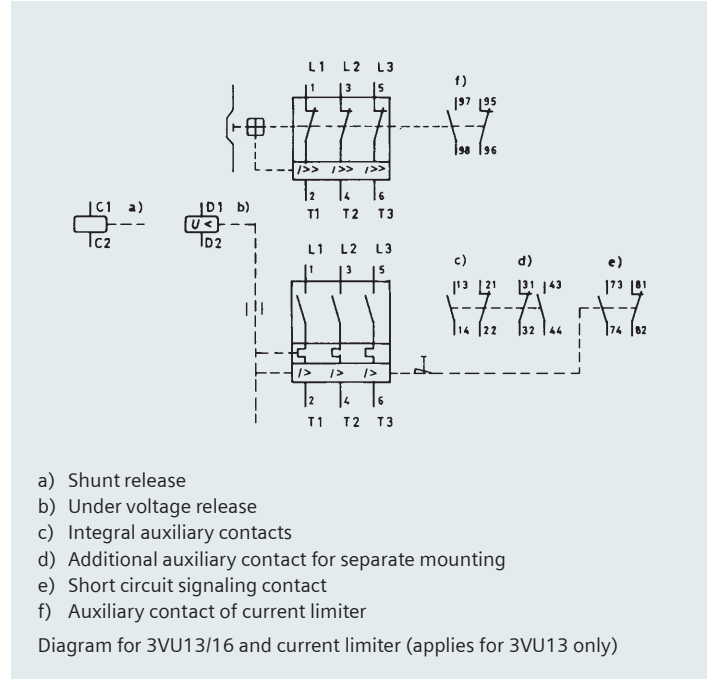 L1 L2 L3
f)
1 3 5
97 95
98 96
I>> I>> I>>
2 4 6
T1 T2 T3
C1 a) D1 b)
U<
C2 D2
L1 L2 L3
c) d) e)
1 3 5
13 21 31 43 73 81
14 22 32 44 74 82
I> I> I>
2 4 6
T1 T2 T3
a) Shunt release
b) Under voltage release
c) Integral auxiliary contacts
d) Additional auxiliary contact for separate mounting
e) Short circuit signaling contact
f) Auxiliary contact of current limiter
Diagram for 3VU13/16 and current limiter (applies for 3VU13 only)